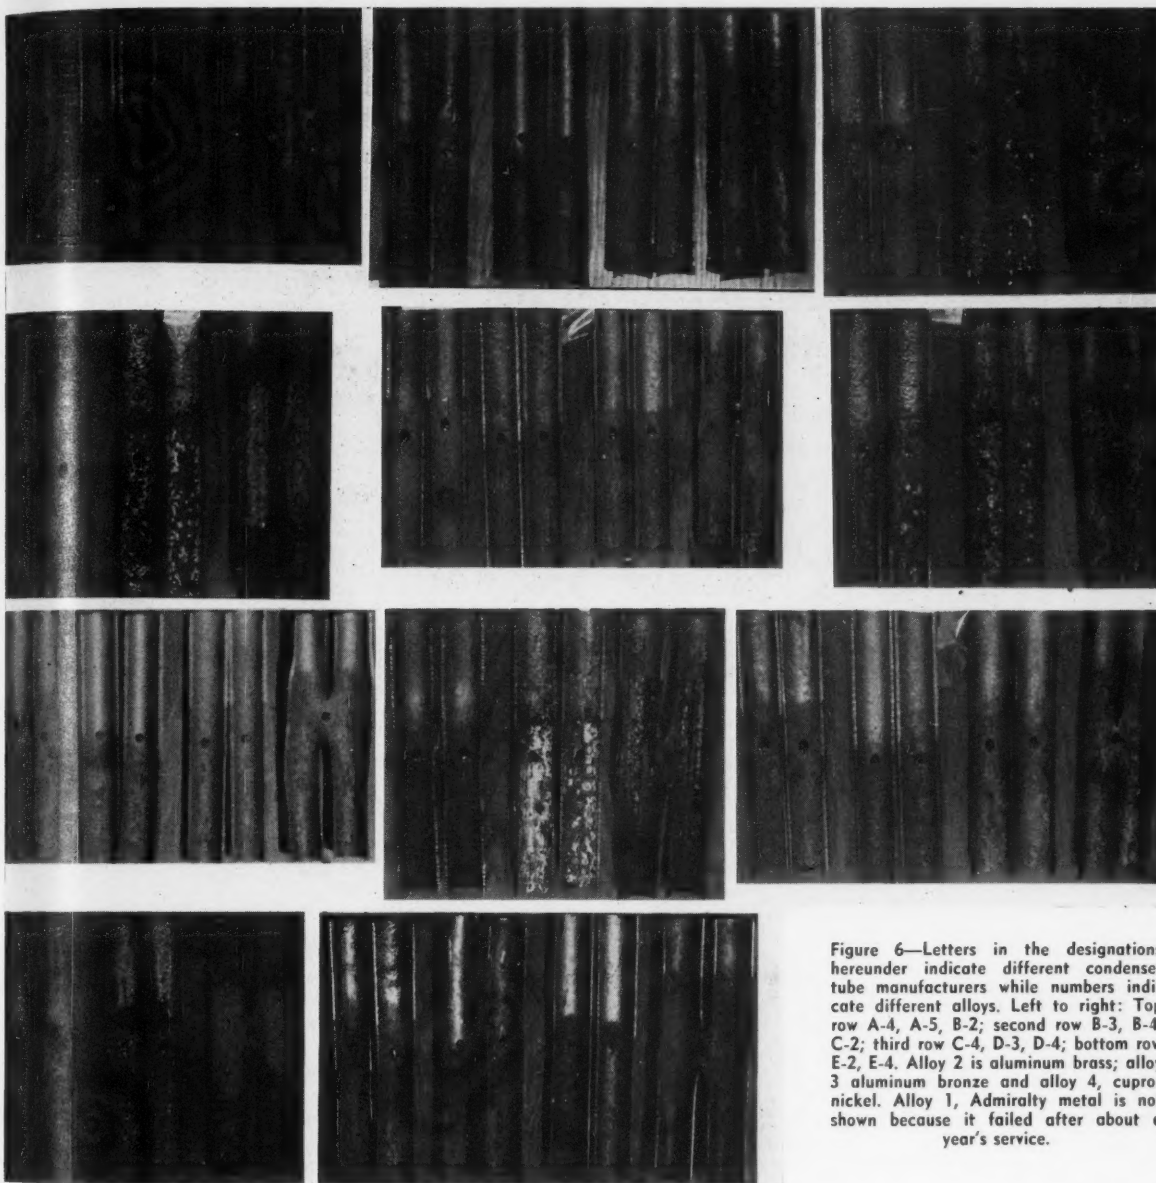 Figure 6—Letters in the designation
hereunder indicate different condense
tube manufacturers while numbers indi
cate different alloys. Left to right: Top
row A-4, A-5, B-2; second row B-3, B-4
C-2; third row C-4, D-3, D-4; bottom row
E-2, E-4. Alloy 2 is aluminum brass; alloy
3 aluminum bronze and alloy 4, cupro
nickel. Alloy 1, Admiralty metal is no
shown because it failed after about a
year's service.